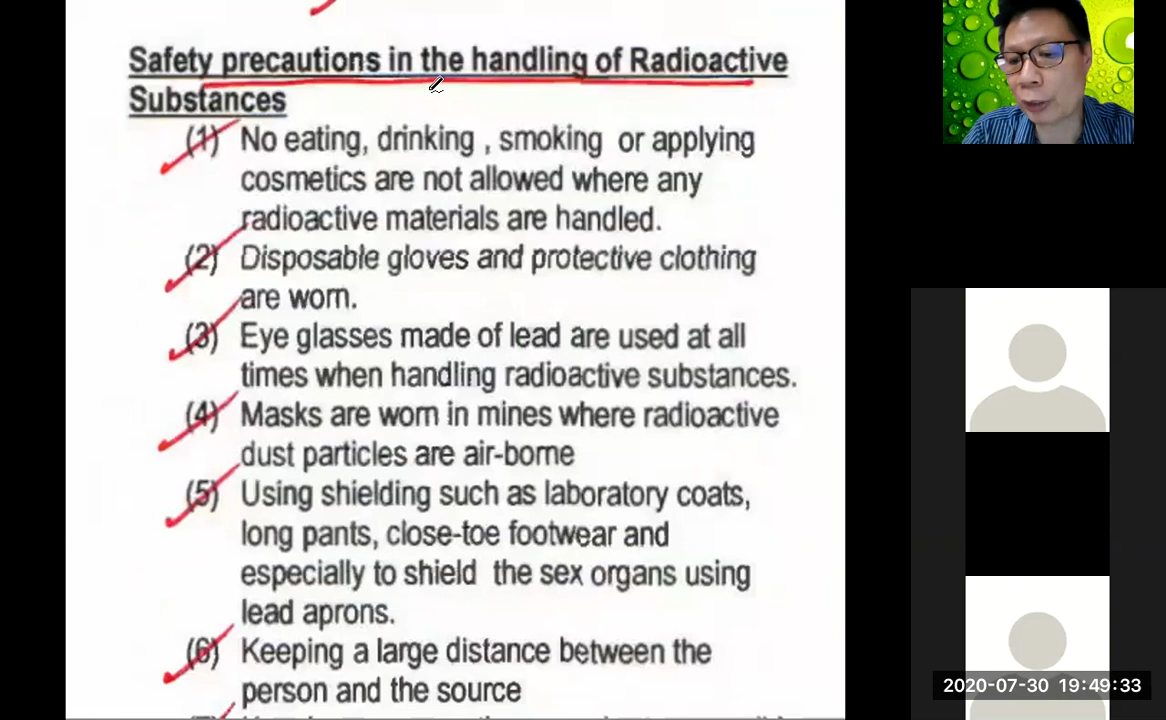 Safety precautions in the handling of Radioactive
Substances
(1) No eating, drinking , smoking or applying
cosmetics are not allowed where any
radioactive materials are handled.
(2) Disposable gloves and protective clothing
are worn.
(3) Eye glasses made of lead are used at all
times when handling radioactive substances.
(4) Masks are worn in mines where radioactive
dust particles are air-borne
(5) Using shielding such as laboratory coats,
long pants, close-toe footwear and
especially to shield the sex organs using
lead aprons.
(6) Keeping a large distance between the
person and the source
2020-07-30 19:49:33